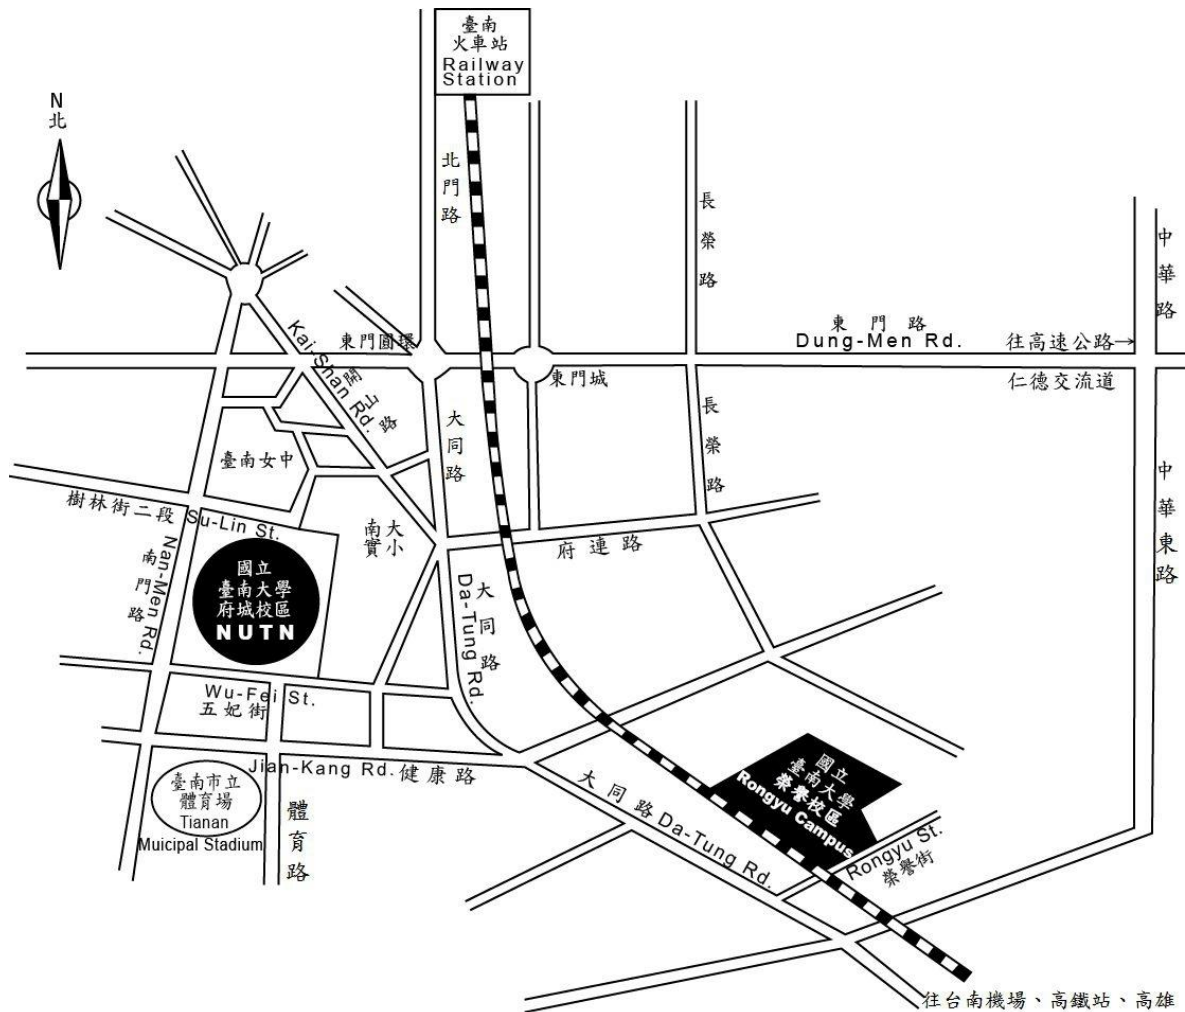 臺南
火車站
Railway
Station
N
北
北門路
長榮路
中華路
東門路
Dung-Men Rd.
往高速公路→
仁德交流道
東門圓環
東門城
Kai-Shan Rd.
開山路
大同路
長榮路
中華東路
臺南女中
樹林街二段 Su-Lin St.
南大
實小
府連路
Nan-Men Rd.
南門路
國立
臺南大學
府城校區
NUTN
大同路
Da-Tung Rd.
Wu-Fei St.
五妃街
Jian-Kang Rd. 健康路
臺南市立
體育場
Tianan
Muicipal Stadium
體育路
大同路 Da-Tung Rd.
國立
臺南大學
榮譽校區
Rongyu Campus
Rongyu St.
榮譽街
往台南機場、高鐵站、高雄